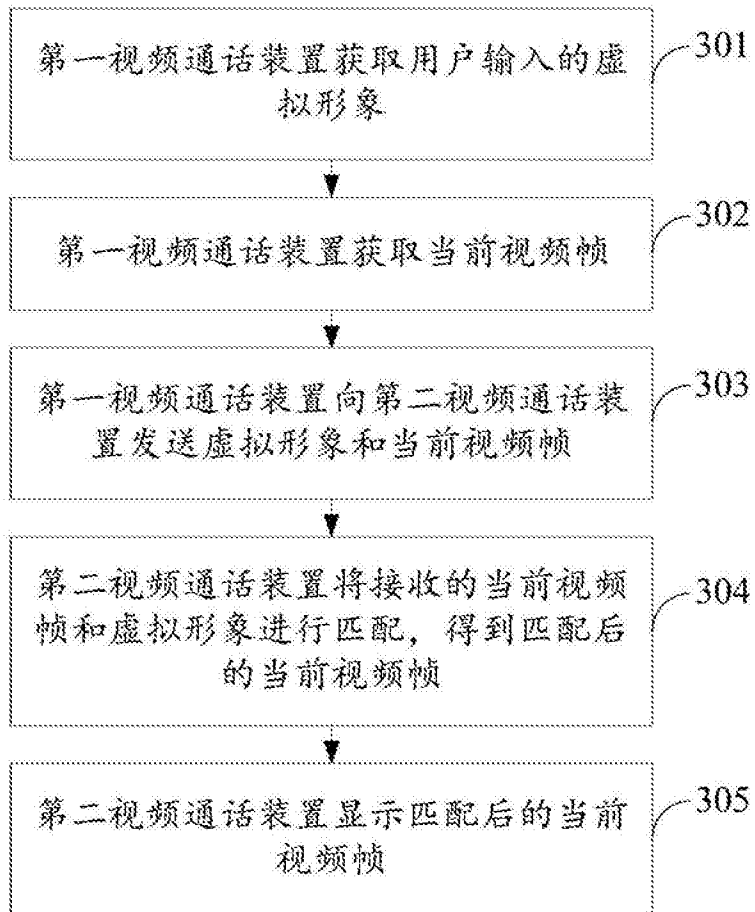 第一视频通话装置获取用户输入的虚
拟形象
301
第一视频通话装置获取当前视频帧
302
第一视频通话装置向第二视频通话装
置发送虚拟形象和当前视频帧
303
第二视频通话装置将接收的当前视频
帧和虚拟形象进行匹配，得到匹配后
的当前视频帧
304
第二视频通话装置显示匹配后的当前
视频帧
305